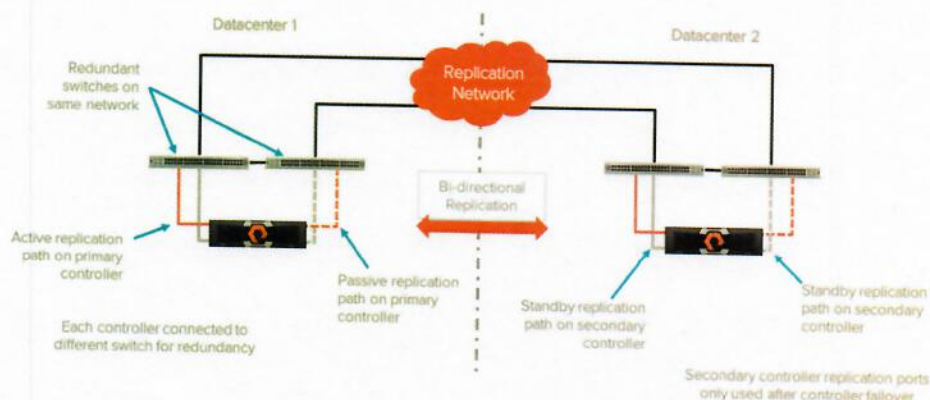 Datacenter 1
Datacenter 2
Redundant
switches on
same network
Replication
Network
Bi-directional
Replication
Active replication
path on primary
controller
Passive replication
path on primary
controller
Standby replication
path on secondary
controller
Standby replication
path on secondary
controller
Each controller connected to
different switch for redundancy
Secondary controller replication ports
only used after controller failover